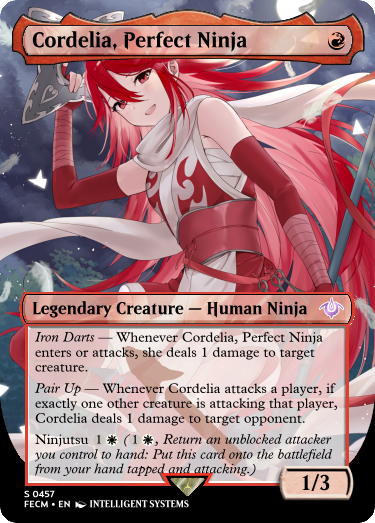 Cordelia, Perfect Ninja
Legendary Creature — Human Ninja
Iron Darts — Whenever Cordelia, Perfect Ninja
enters or attacks, she deals 1 damage to target
creature.
Pair Up — Whenever Cordelia attacks a player, if
exactly one other creature is attacking that player,
Cordelia deals 1 damage to target opponent.
Ninjutsu 1 ( 1 , Return an unblocked attacker
you control to hand: Put this card onto the battlefield
from your hand tapped and attacking.)
1/3
S 0457
FECM • EN INTELLIGENT SYSTEMS